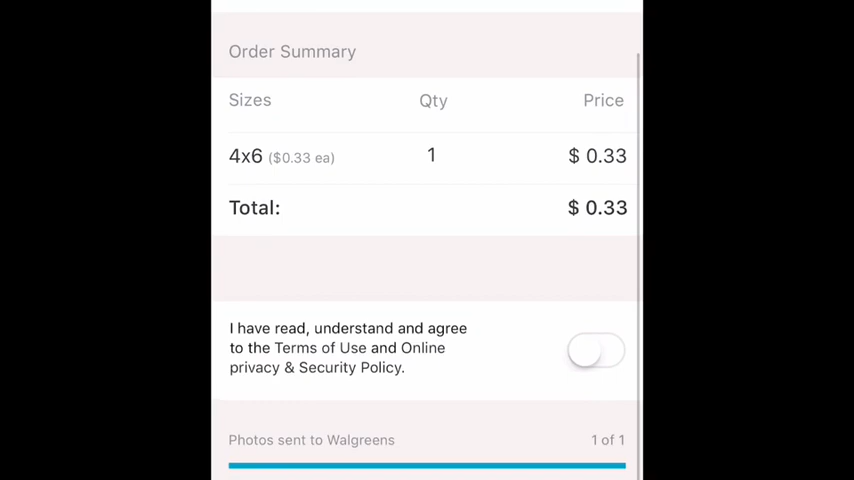 Order Summary
Sizes Qty Price
4x6 ($0.33 ea) 1 $ 0.33
Total: $ 0.33
I have read, understand and agree
to the Terms of Use and Online
privacy & Security Policy.
Photos sent to Walgreens 1 of 1